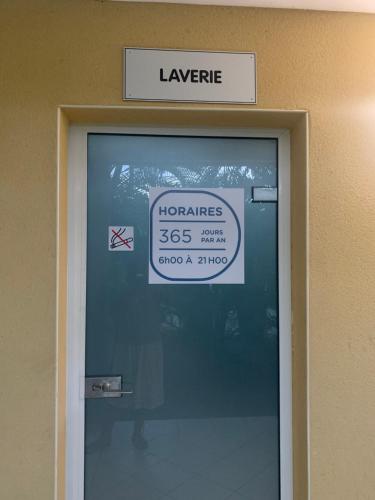 LAVERIE
HORAIRES
365 JOURS PAR AN
6h00 À 21H00